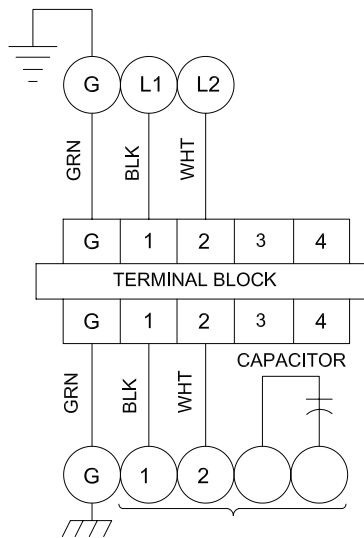 G L1 L2
GRN BLK WHT
G 1 2 3 4
TERMINAL BLOCK
G 1 2 3 4
CAPACITOR
GRN BLK WHT
G 1 2